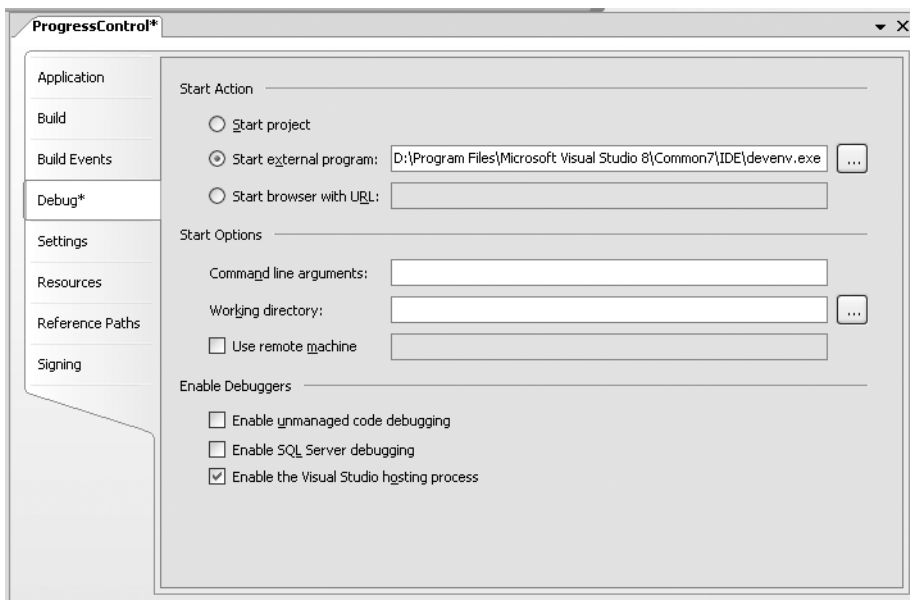 ProgressControl*
Application
Build
Build Events
Debug*
Settings
Resources
Reference Paths
Signing
Start Action
Start project
Start external program: D:\Program Files\Microsoft Visual Studio 8\Common7\IDE\devenv.exe ...
Start browser with URL:
Start Options
Command line arguments:
Working directory: ...
Use remote machine
Enable Debuggers
Enable unmanaged code debugging
Enable SQL Server debugging
Enable the Visual Studio hosting process